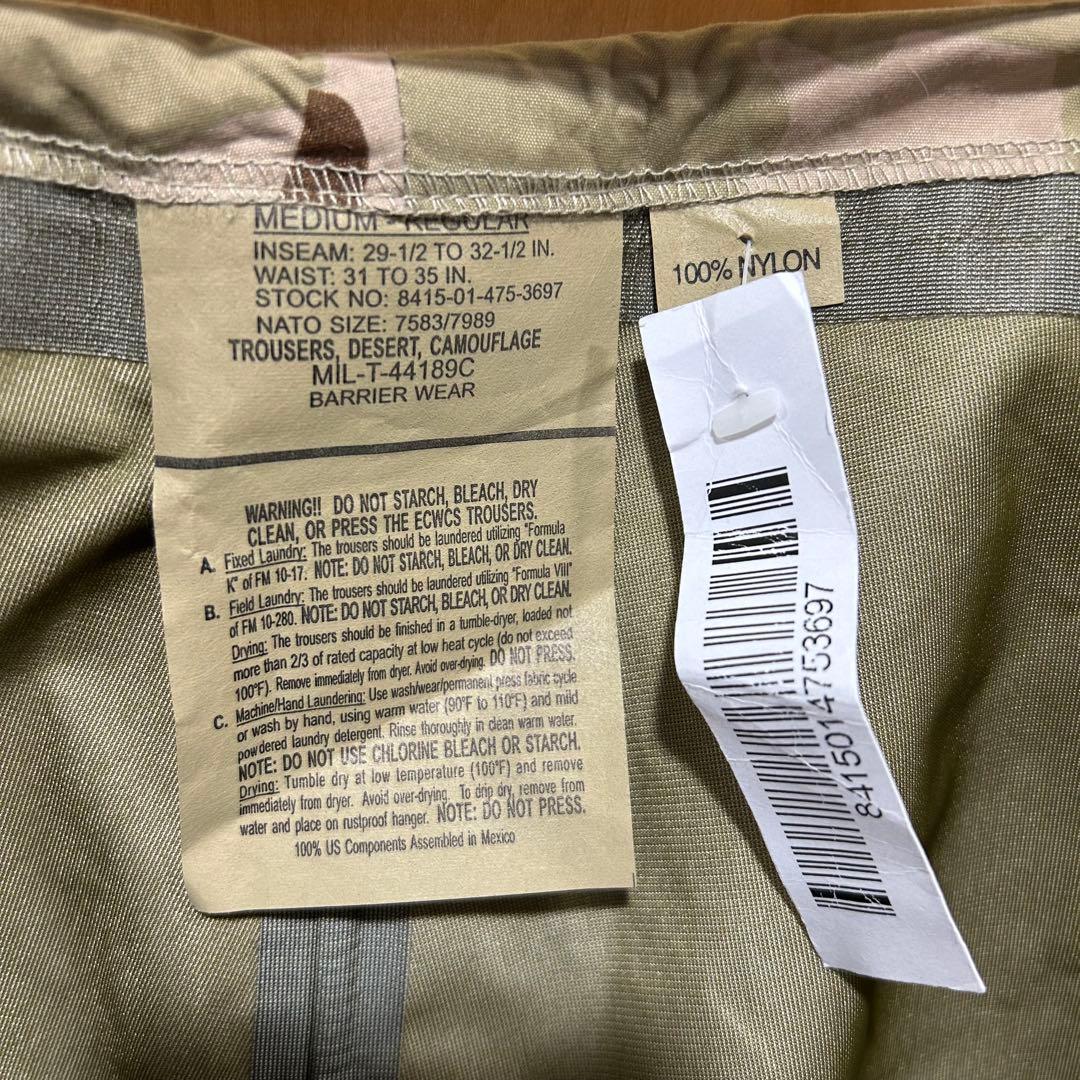 MEDIUM - REGULAR
INSEAM: 29-1/2 TO 32-1/2 IN.
WAIST: 31 TO 35 IN.
STOCK NO: 8415-01-475-3697
NATO SIZE: 7583/7989
TROUSERS, DESERT, CAMOUFLAGE
MIL-T-44189C
BARRIER WEAR
WARNING!! DO NOT STARCH, BLEACH, DRY
CLEAN, OR PRESS THE ECWCS TROUSERS.
A. Fixed Laundry: The trousers should be laundered utilizing "Formula
K" of FM 10-17. NOTE: DO NOT STARCH, BLEACH, OR DRY CLEAN.
B. Field Laundry: The trousers should be laundered utilizing "Formula VIII"
of FM 10-280. NOTE: DO NOT STARCH, BLEACH, OR DRY CLEAN.
Drying: The trousers should be finished in a tumble-dryer, loaded not
more than 2/3 of rated capacity at low heat cycle (do not exceed
100°F). Remove immediately from dryer. Avoid over-drying. DO NOT PRESS.
C. Machine/Hand Laundering: Use wash/wear/permanent press fabric cycle
or wash by hand, using warm water (90°F to 110°F) and mild
powdered laundry detergent. Rinse thoroughly in clean warm water.
NOTE: DO NOT USE CHLORINE BLEACH OR STARCH.
Drying: Tumble dry at low temperature (100°F) and remove
immediately from dryer. Avoid over-drying. To drip dry, remove from
water and place on rustproof hanger. NOTE: DO NOT PRESS.
100% US Components Assembled in Mexico
100% NYLON
8415014753697